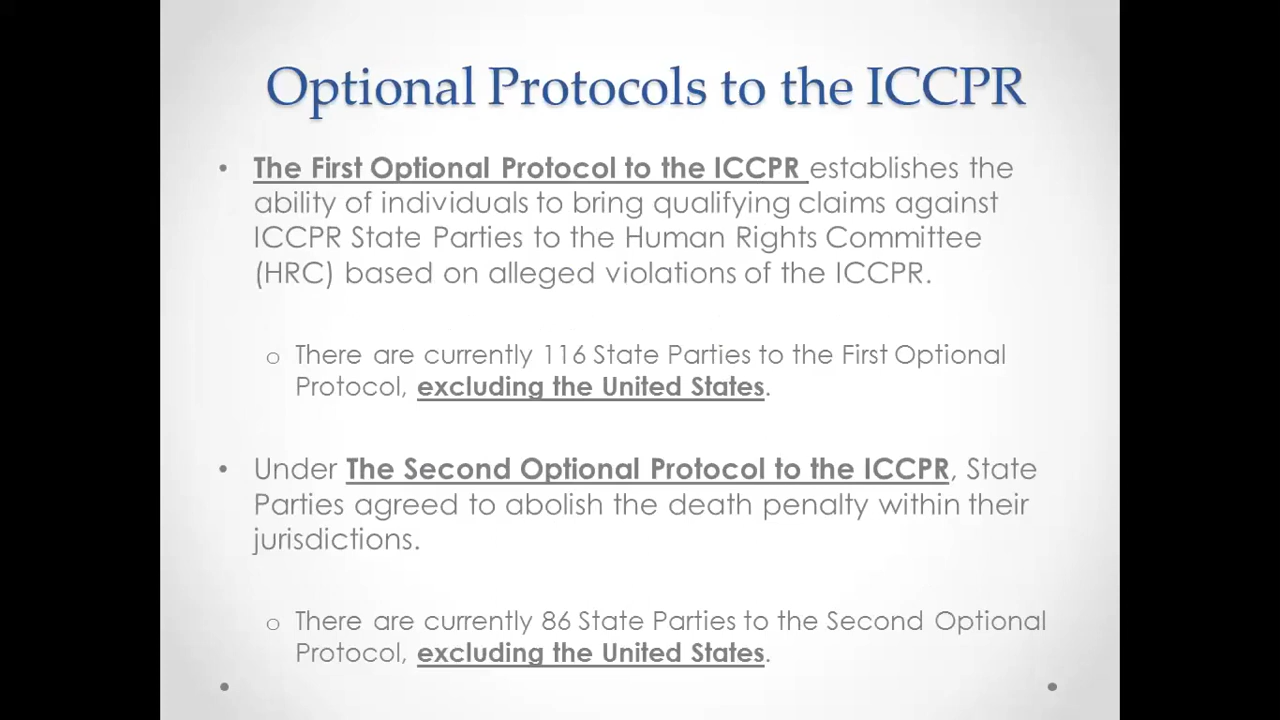 Optional Protocols to the ICCPR
• The First Optional Protocol to the ICCPR establishes the
ability of individuals to bring qualifying claims against
ICCPR State Parties to the Human Rights Committee
(HRC) based on alleged violations of the ICCPR.
o There are currently 116 State Parties to the First Optional
Protocol, excluding the United States.
• Under The Second Optional Protocol to the ICCPR, State
Parties agreed to abolish the death penalty within their
jurisdictions.
o There are currently 86 State Parties to the Second Optional
Protocol, excluding the United States.